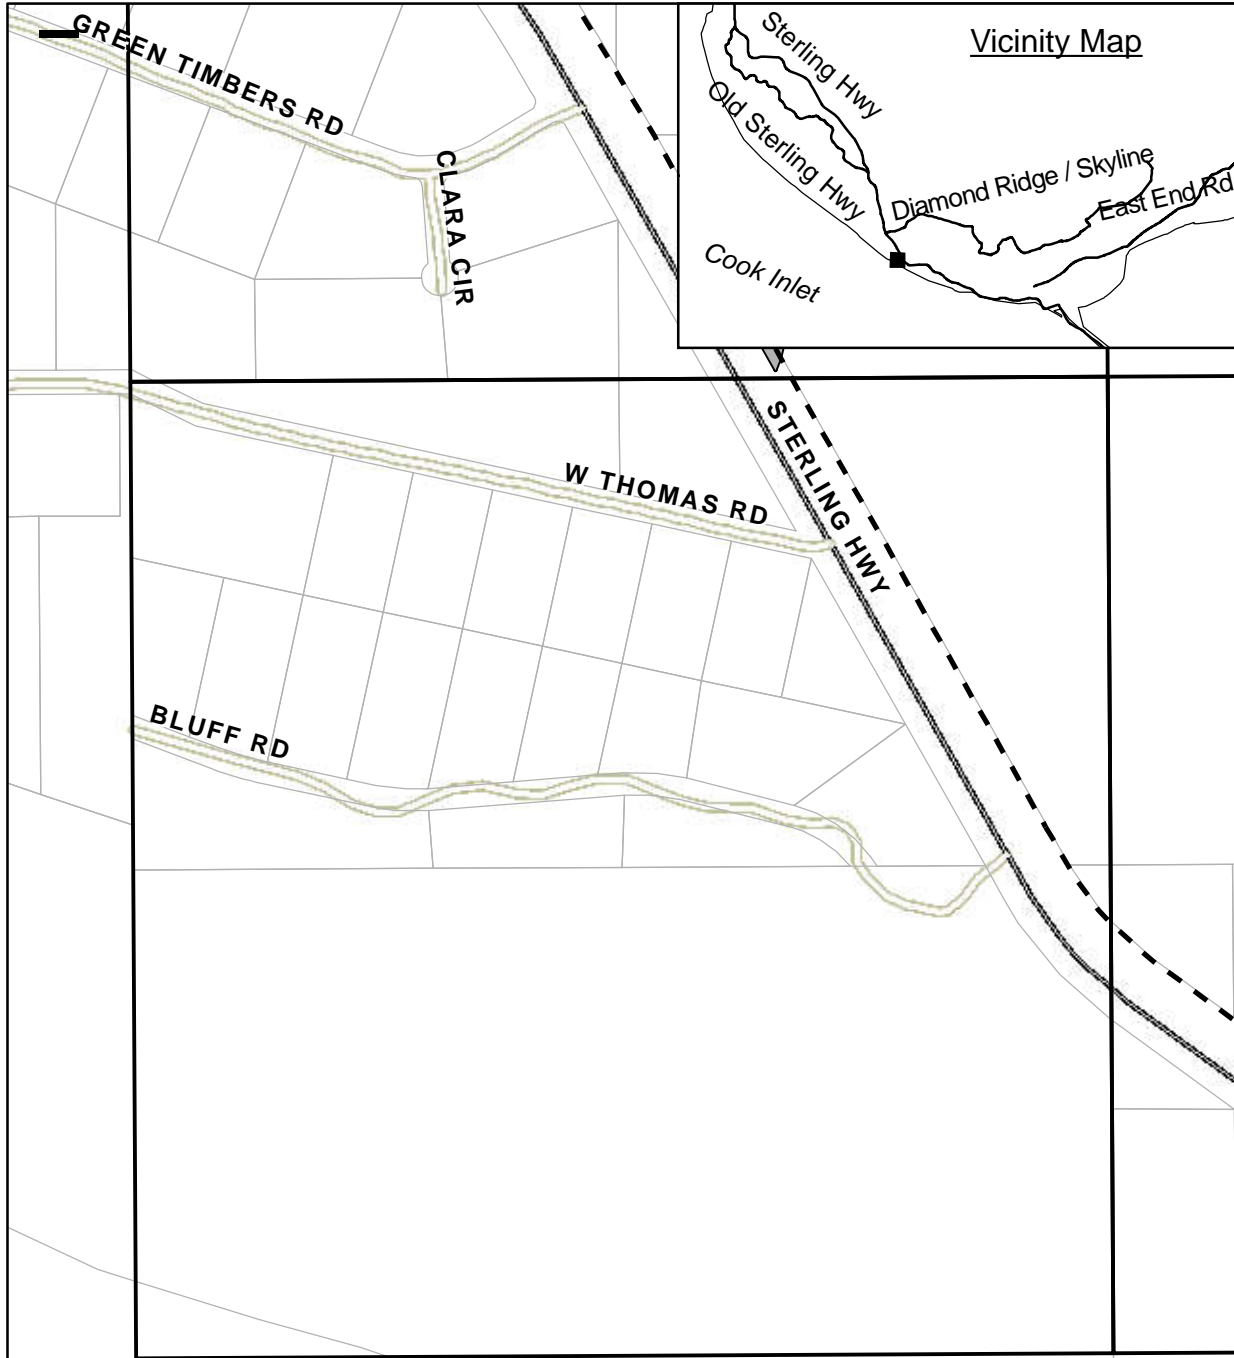 GREEN TIMBERS RD
CLARA CIR
Vicinity Map
Sterling Hwy
Old Sterling Hwy
Diamond Ridge / Skyline
East End Rd
Cook Inlet
STERLING HWY
W THOMAS RD
BLUFF RD